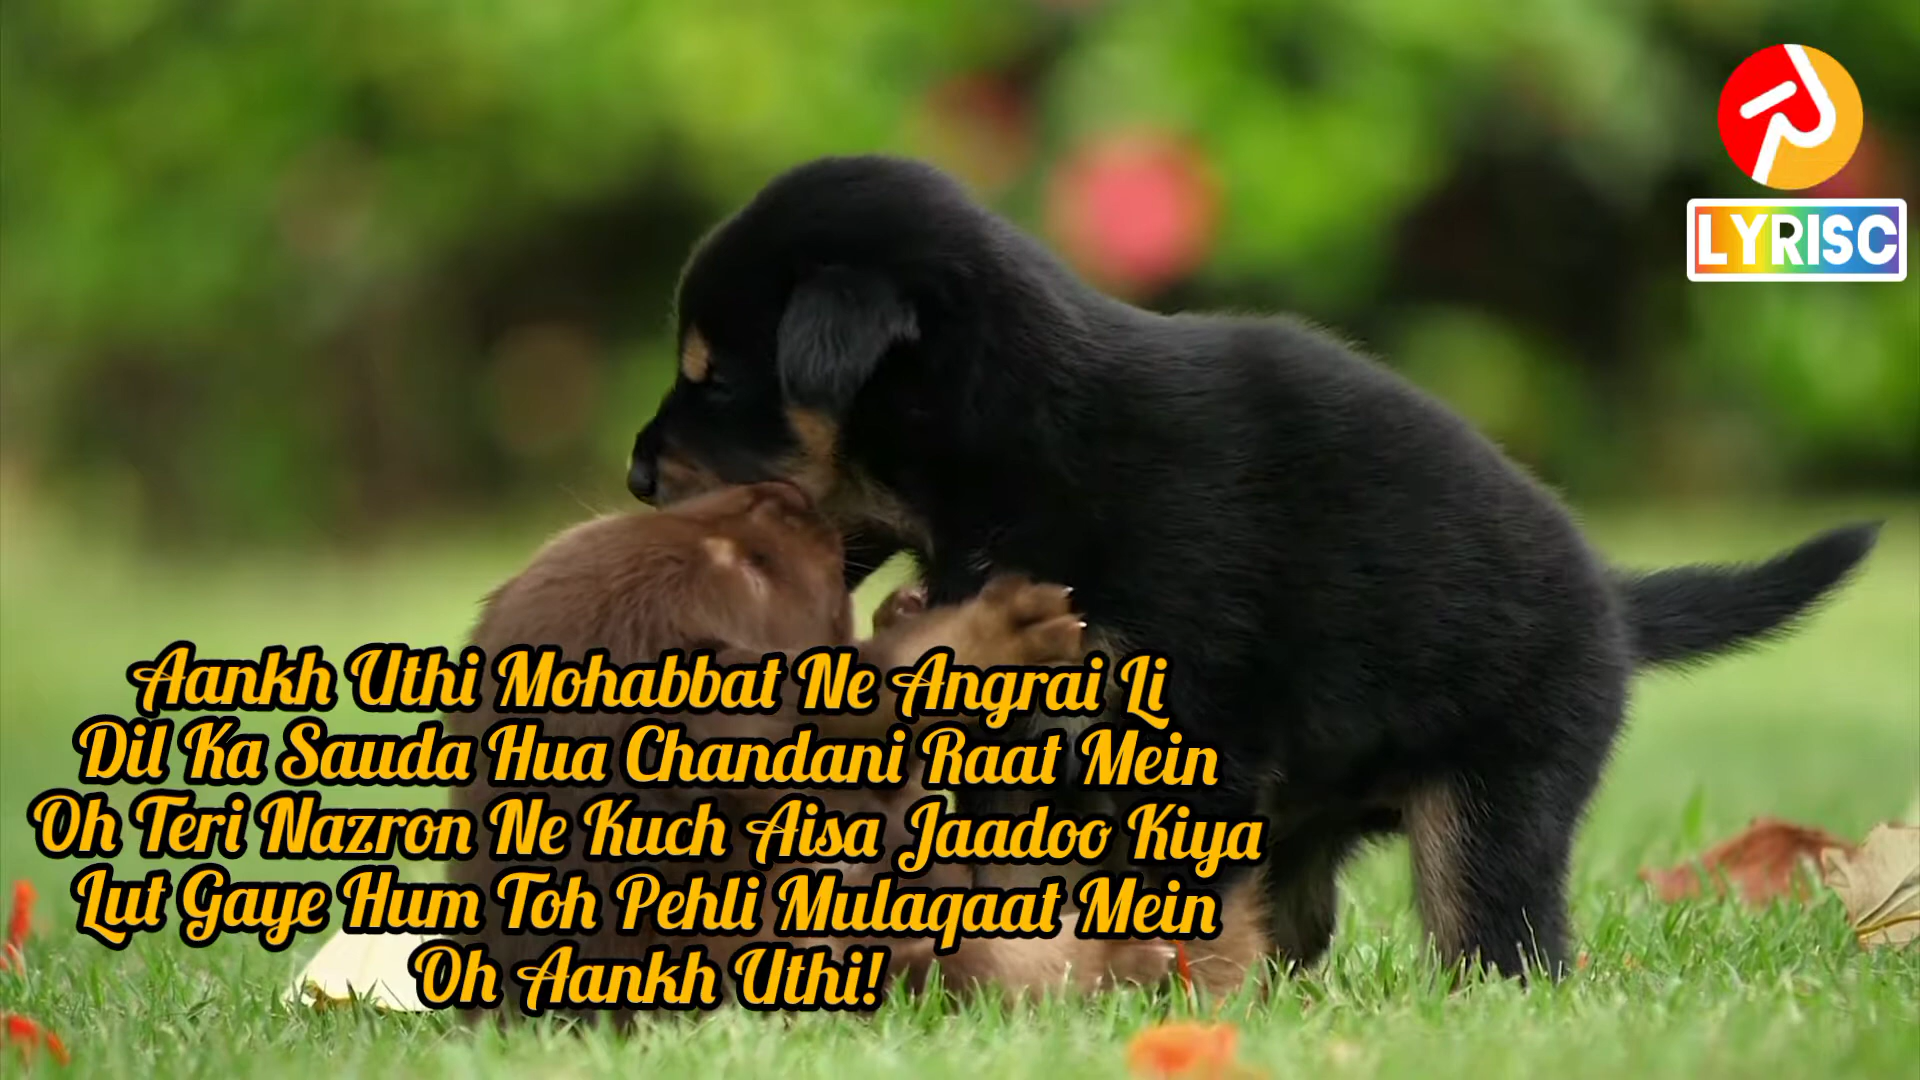 LYRISC
Aankh Uthi Mohabbat Ne Angrai Li
Dil Ka Sauda Hua Chandani Raat Mein
Oh Teri Nazron Ne Kuch Aisa Jaadoo Kiya
Lut Gaye Hum Toh Pehli Mulaqaat Mein
Oh Aankh Uthi!